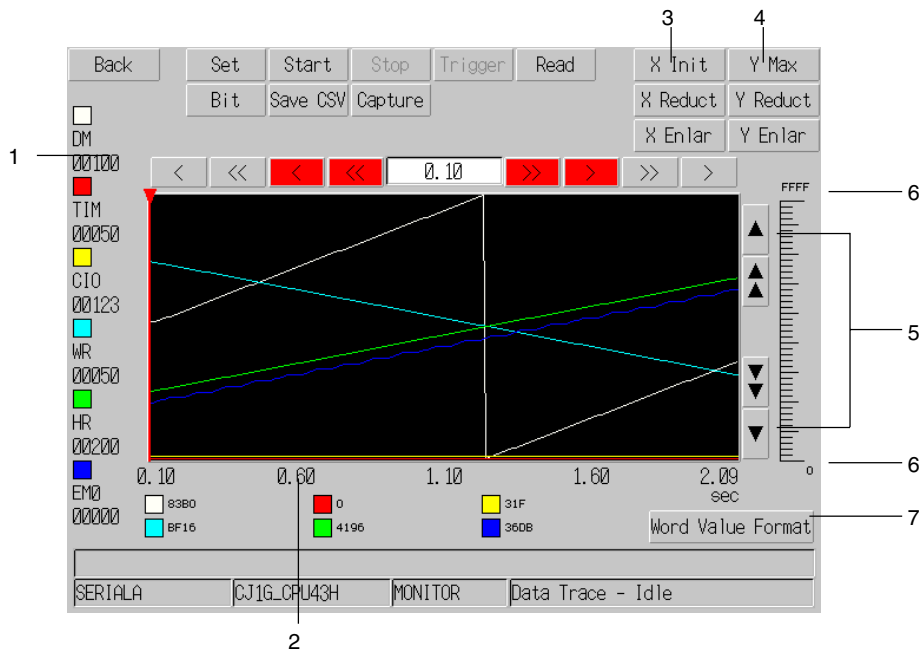 3 4
Back Set Start Stop Trigger Read X Init Y Max
Bit Save CSV Capture X Reduct Y Reduct
X Enlar Y Enlar
1
DM
00100
TIM
00050
CIO
00123
WR
00050
HR
00200
EM0
00000
< << < << 0.10 >> > >> >
FFFF
6
5
0
6
0.10 0.60 1.10 1.60 2.09
sec
83B0 0 31F
BF16 4196 36DB
Word Value Format
7
SERIALA CJ1G_CPU43H MONITOR Data Trace - Idle
2